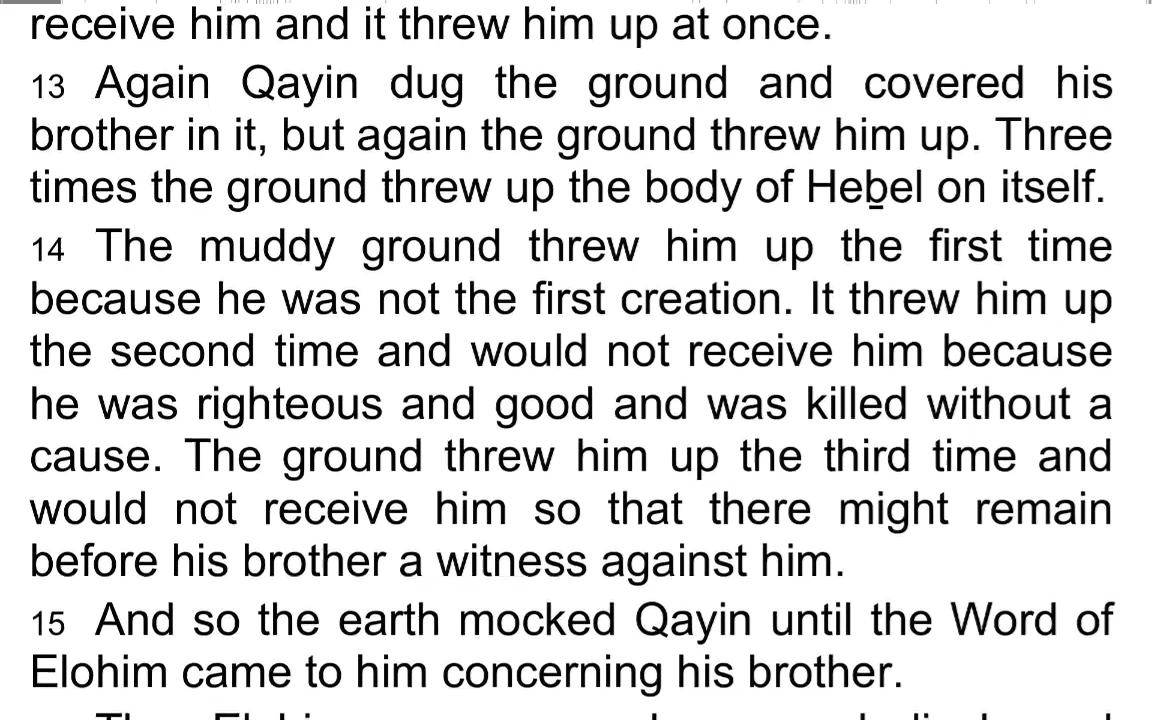 receive him and it threw him up at once.
13 Again Qayin dug the ground and covered his
brother in it, but again the ground threw him up. Three
times the ground threw up the body of Heḇel on itself.
14 The muddy ground threw him up the first time
because he was not the first creation. It threw him up
the second time and would not receive him because
he was righteous and good and was killed without a
cause. The ground threw him up the third time and
would not receive him so that there might remain
before his brother a witness against him.
15 And so the earth mocked Qayin until the Word of
Elohim came to him concerning his brother.